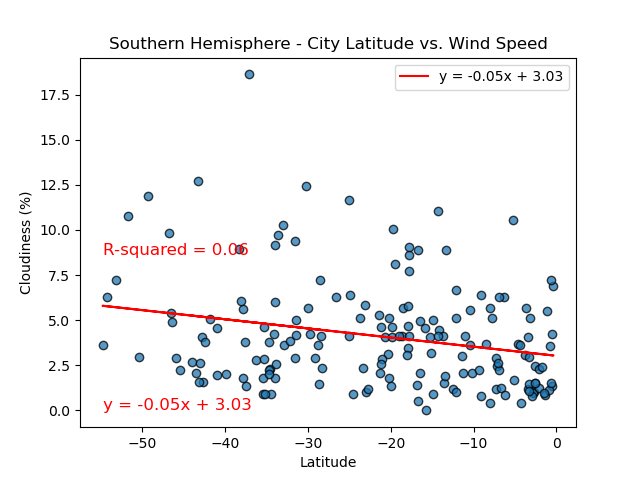 Southern Hemisphere - City Latitude vs. Wind Speed
y = -0.05x + 3.03
Cloudiness (%)
17.5
15.0
12.5
10.0
7.5
5.0
2.5
0.0
R-squared = 0.06
y = -0.05x + 3.03
−50
−40
−30
−20
−10
0
Latitude